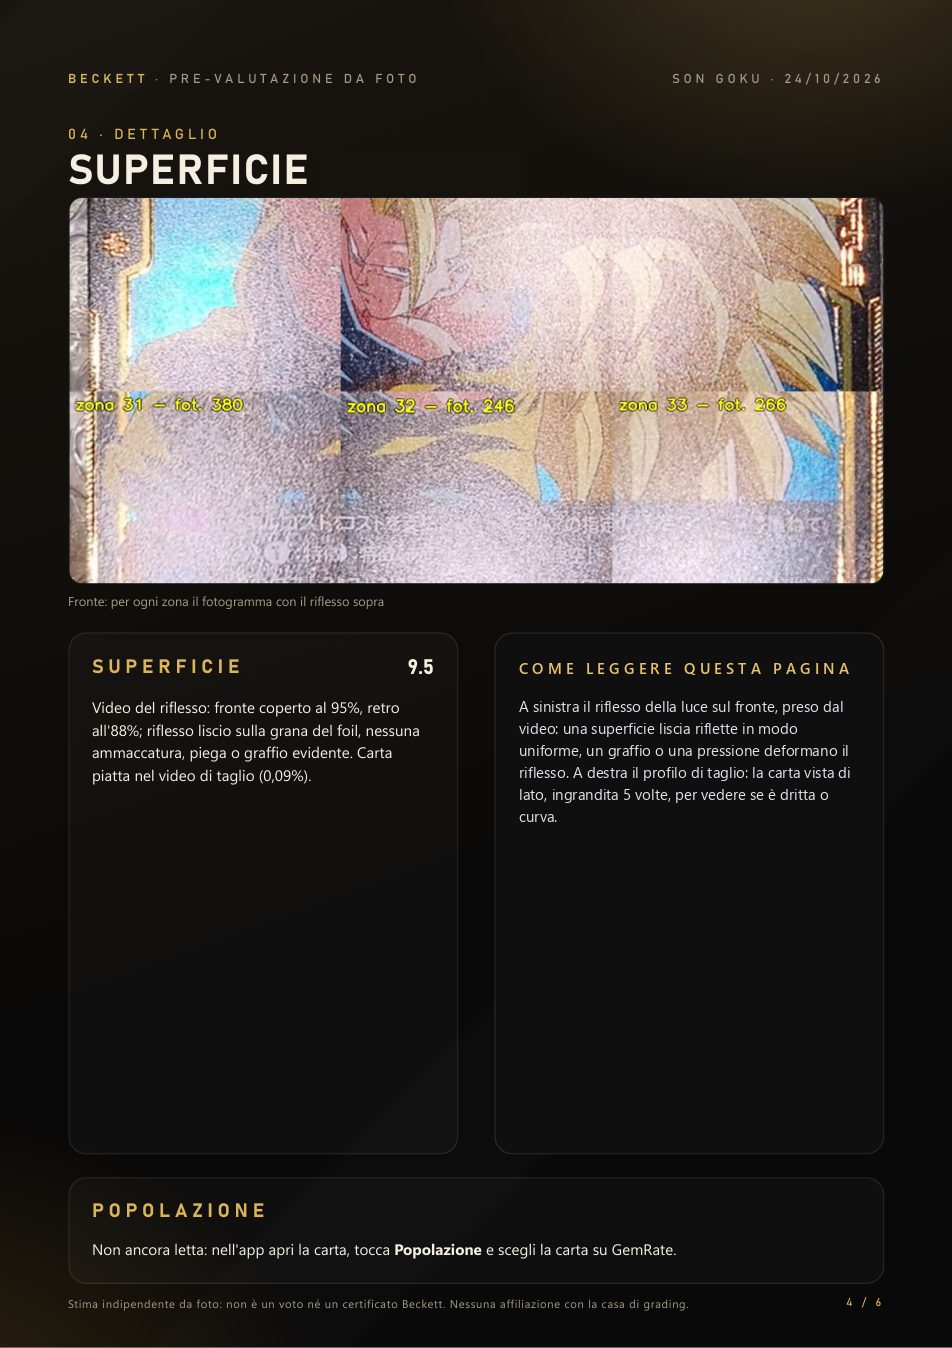 BECKETT · PRE-VALUTAZIONE DA FOTO
SON GOKU · 24/10/2026
04 · DETTAGLIO
SUPERFICIE
zona 31 – fot. 380
zona 32 – fot. 246
zona 33 – fot. 266
Fronte: per ogni zona il fotogramma con il riflesso sopra
SUPERFICIE 9.5
Video del riflesso: fronte coperto al 95%, retro
all'88%; riflesso liscio sulla grana del foil, nessuna
ammaccatura, piega o graffio evidente. Carta
piatta nel video di taglio (0,09%).
COME LEGGERE QUESTA PAGINA
A sinistra il riflesso della luce sul fronte, preso dal
video: una superficie liscia riflette in modo
uniforme, un graffio o una pressione deformano il
riflesso. A destra il profilo di taglio: la carta vista di
lato, ingrandita 5 volte, per vedere se è dritta o
curva.
POPOLAZIONE
Non ancora letta: nell'app apri la carta, tocca Popolazione e scegli la carta su GemRate.
Stima indipendente da foto: non è un voto né un certificato Beckett. Nessuna affiliazione con la casa di grading.
4 / 6